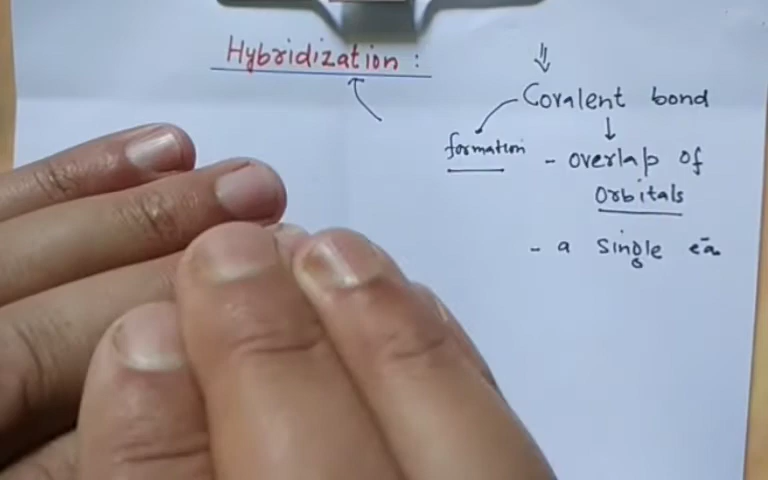 Hybridization :
Covalent bond
formation
- overlap of
orbitals
- a single